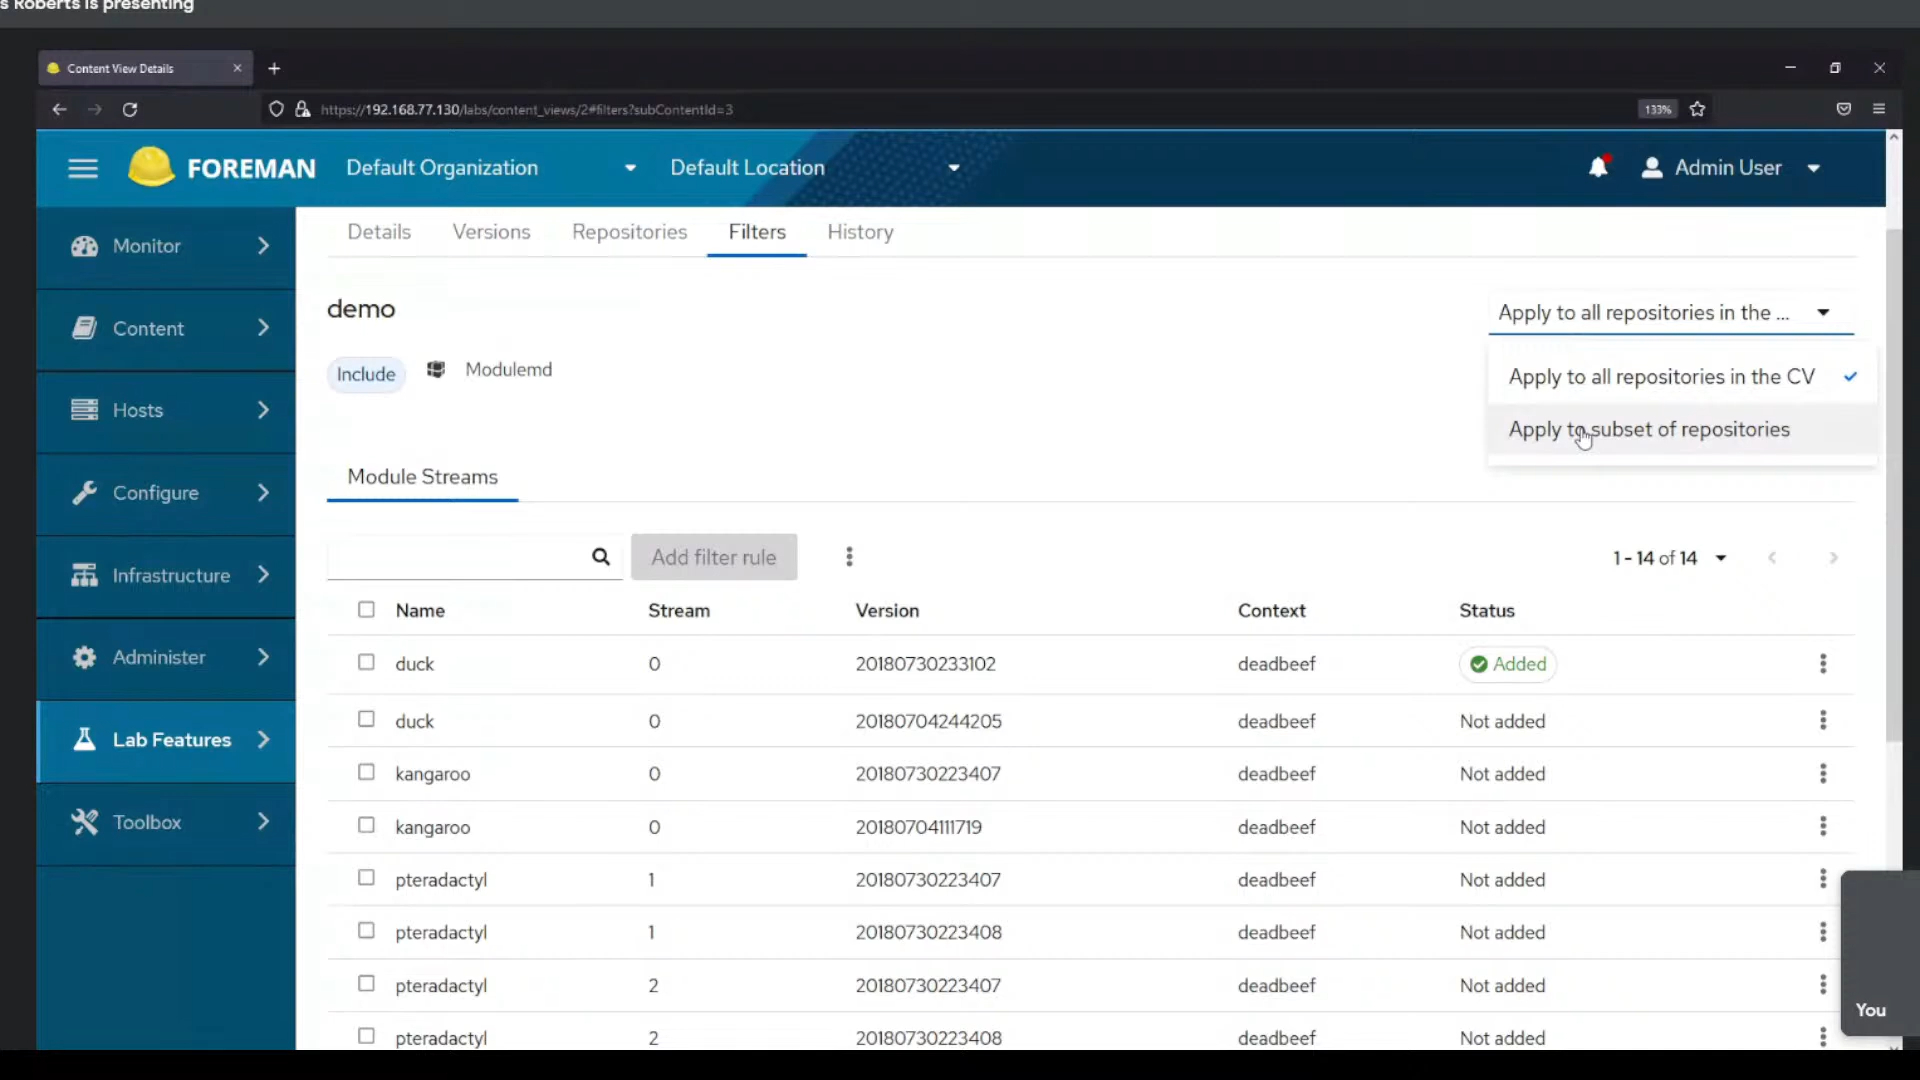 s Roberts is presenting
Content View Details
https://192.168.77.130/labs/content_views/2#filters?subContentId=3
133%
FOREMAN
Default Organization
Default Location
Admin User
Monitor
Content
Hosts
Configure
Infrastructure
Administer
Lab Features
Toolbox
Details Versions Repositories Filters History
demo
Include Modulemd
Apply to all repositories in the ...
Apply to all repositories in the CV
Apply to subset of repositories
Module Streams
Add filter rule
1 - 14 of 14
Name Stream Version Context Status
duck 0 20180730233102 deadbeef Added
duck 0 20180704244205 deadbeef Not added
kangaroo 0 20180730223407 deadbeef Not added
kangaroo 0 20180704111719 deadbeef Not added
pteradactyl 1 20180730223407 deadbeef Not added
pteradactyl 1 20180730223408 deadbeef Not added
pteradactyl 2 20180730223407 deadbeef Not added
pteradactyl 2 20180730223408 deadbeef Not added
You